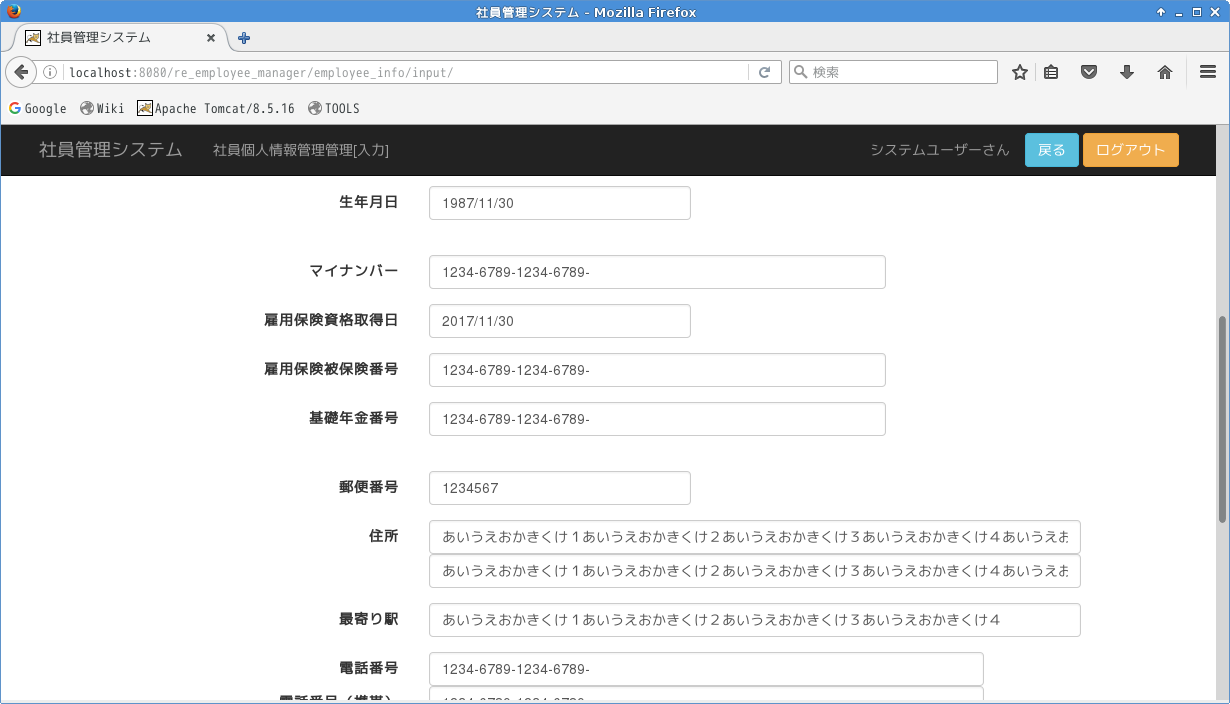 社員管理システム - Mozilla Firefox
社員管理システム
localhost:8080/re_employee_manager/employee_info/input/
検索
Google Wiki Apache Tomcat/8.5.16 TOOLS
社員管理システム 社員個人情報管理管理[入力] システムユーザーさん 戻る ログアウト
生年月日 1987/11/30
マイナンバー 1234-6789-1234-6789-
雇用保険資格取得日 2017/11/30
雇用保険被保険番号 1234-6789-1234-6789-
基礎年金番号 1234-6789-1234-6789-
郵便番号 1234567
住所 あいうえおかきくけ１あいうえおかきくけ２あいうえおかきくけ３あいうえおかきくけ４あいうえお
あいうえおかきくけ１あいうえおかきくけ２あいうえおかきくけ３あいうえおかきくけ４あいうえお
最寄り駅 あいうえおかきくけ１あいうえおかきくけ２あいうえおかきくけ３あいうえおかきくけ４
電話番号 1234-6789-1234-6789-
電話番号（携帯） 1234-6789-1234-6789-